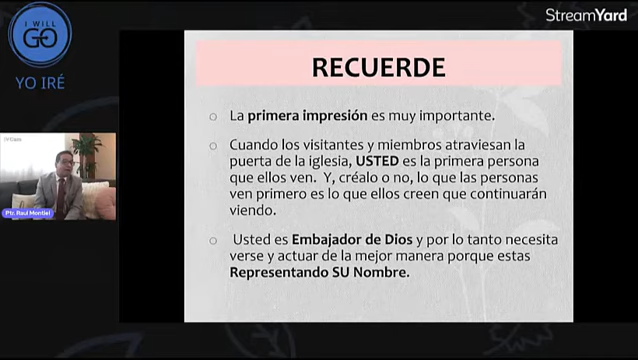 I WILL
GO
YO IRÉ
StreamYard
RECUERDE
La primera impresión es muy importante.
Cuando los visitantes y miembros atraviesan la
puerta de la iglesia, USTED es la primera persona
que ellos ven. Y, créalo o no, lo que las personas
ven primero es lo que ellos creen que continuarán
viendo.
Usted es Embajador de Dios y por lo tanto necesita
verse y actuar de la mejor manera porque estas
Representando SU Nombre.
Ptr. Raul Montiel